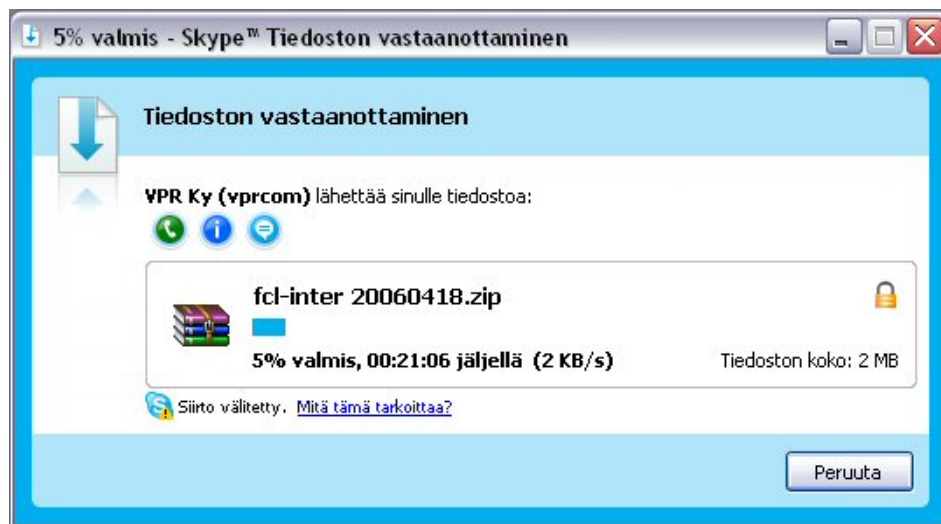 5% valmis - Skype™ Tiedoston vastaanottaminen
Tiedoston vastaanottaminen
VPR Ky (vprcom) lähettää sinulle tiedostoa:
fcl-inter 20060418.zip
5% valmis, 00:21:06 jäljellä (2 KB/s)
Tiedoston koko: 2 MB
Siirto välitetty. Mitä tämä tarkoittaa?
Peruuta